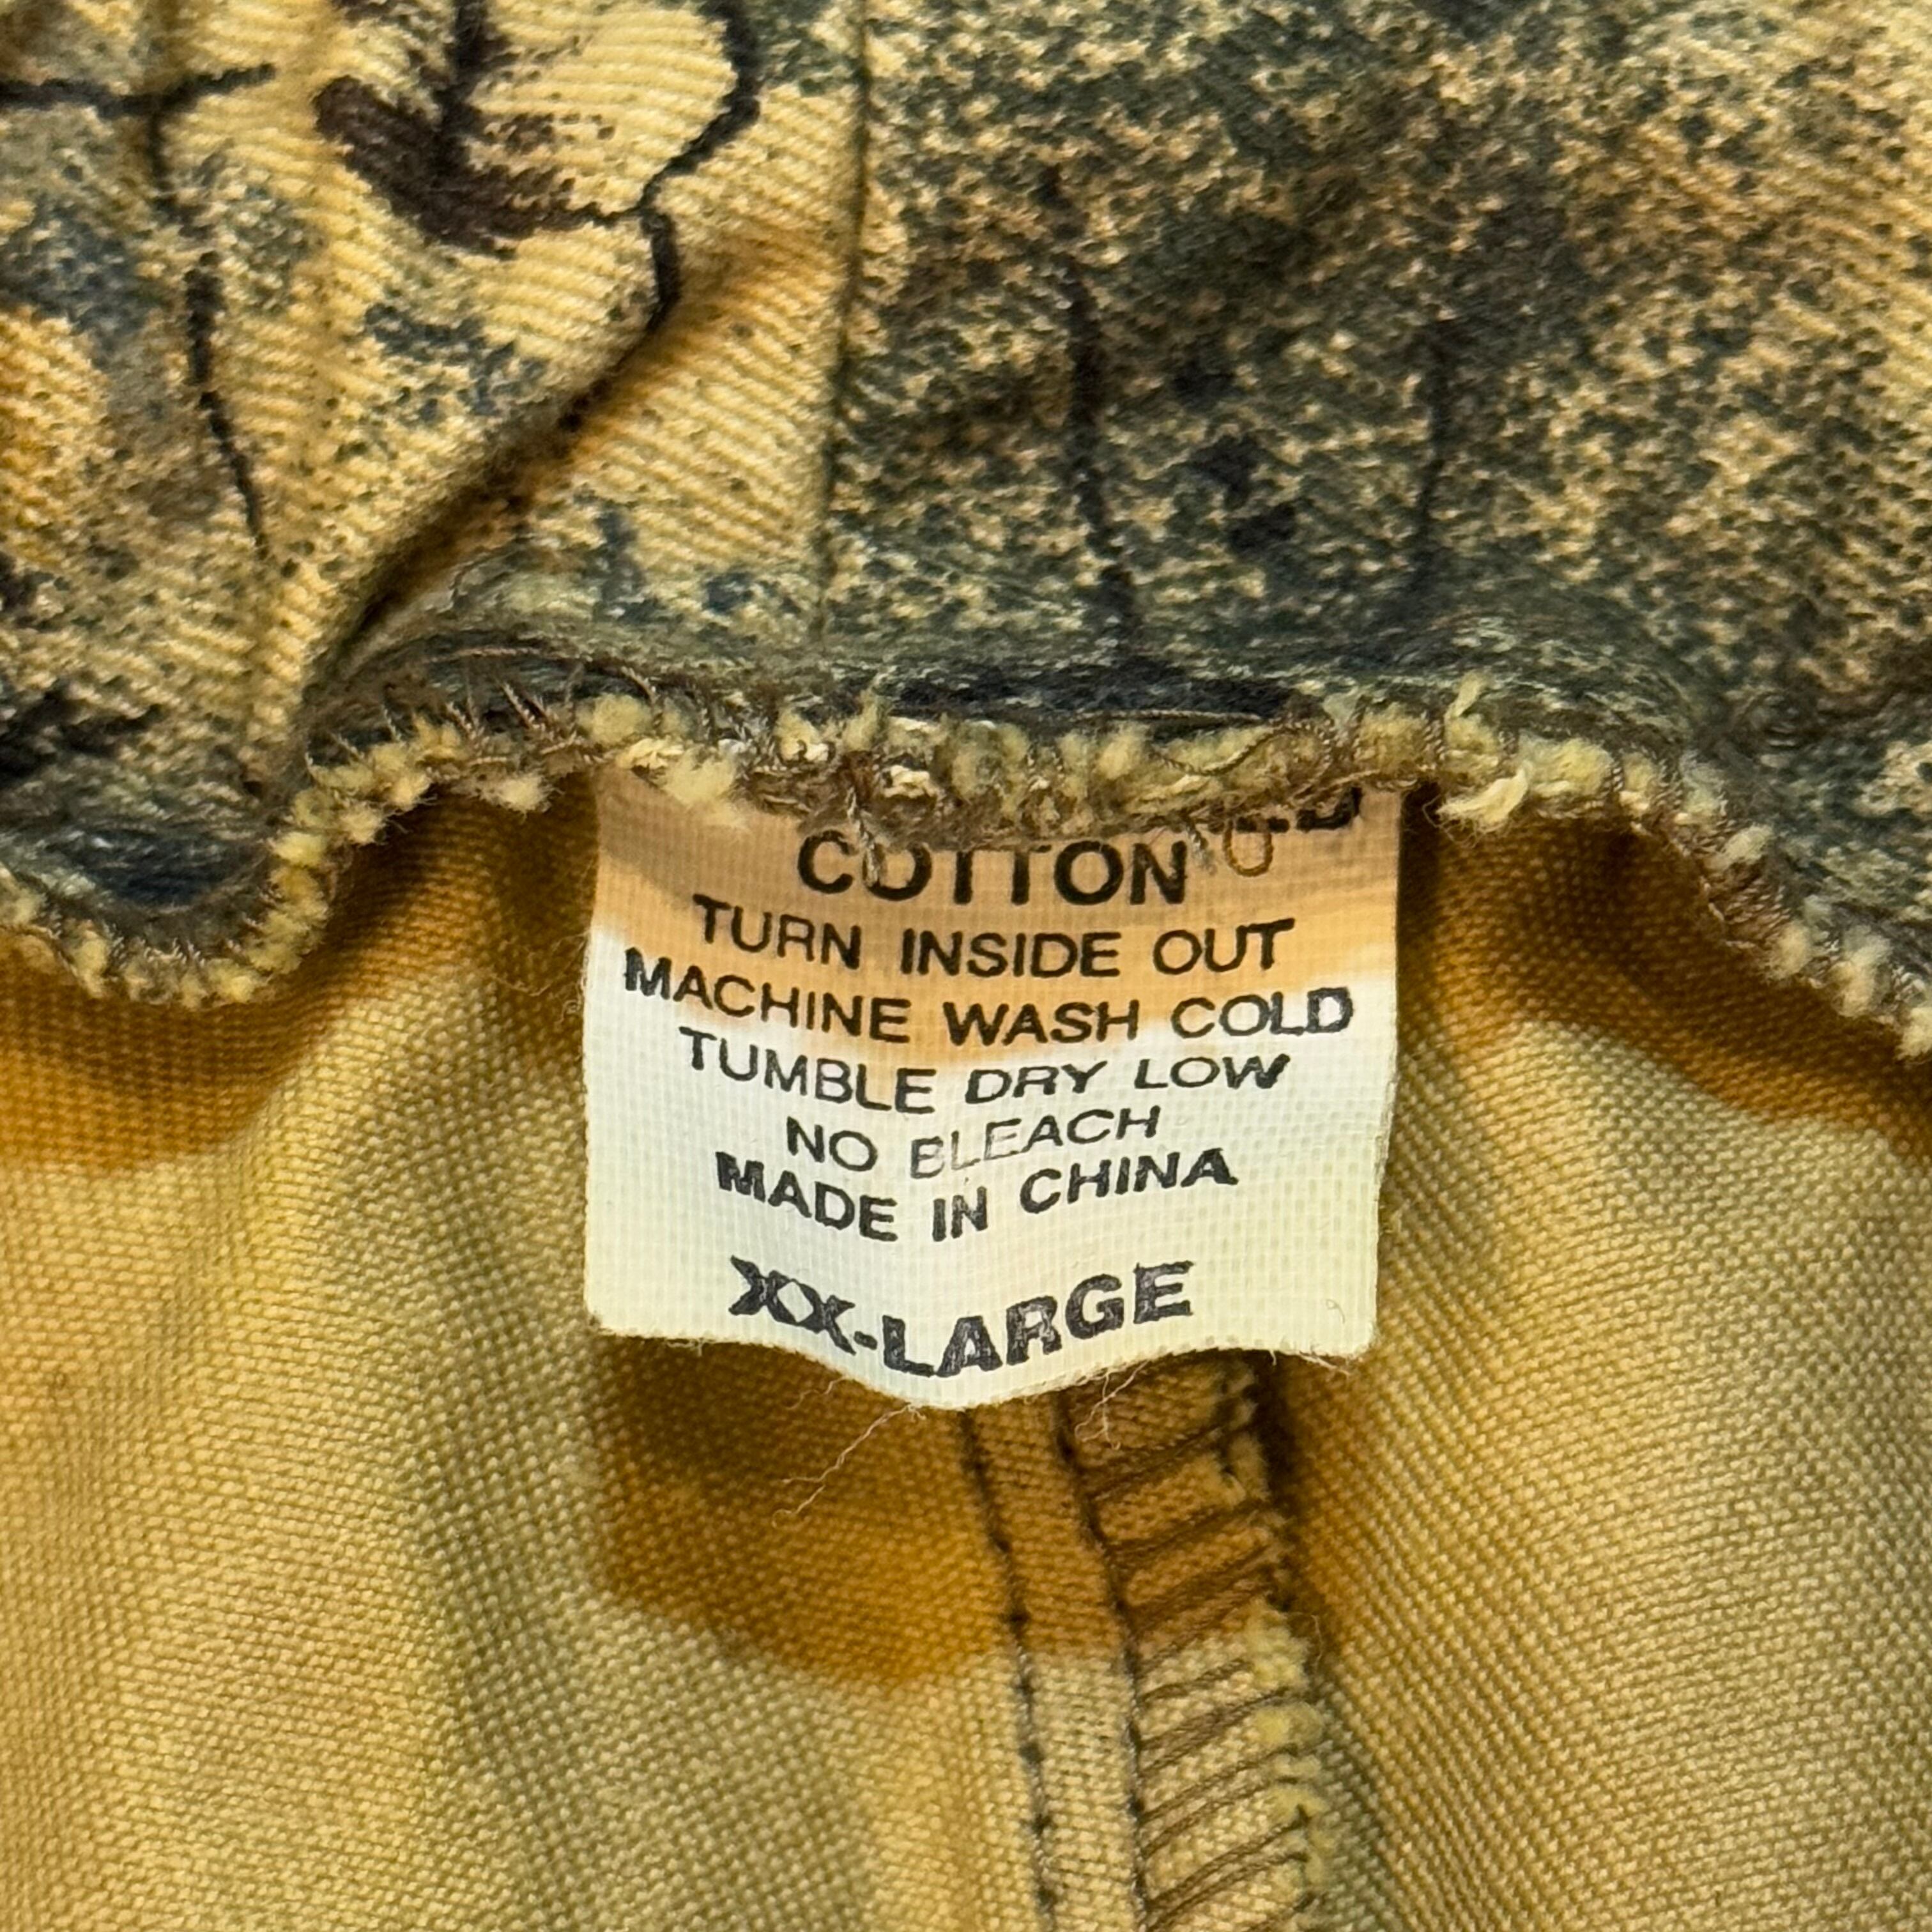 COTTON
TURN INSIDE OUT
MACHINE WASH COLD
TUMBLE DRY LOW
NO BLEACH
MADE IN CHINA
XX-LARGE